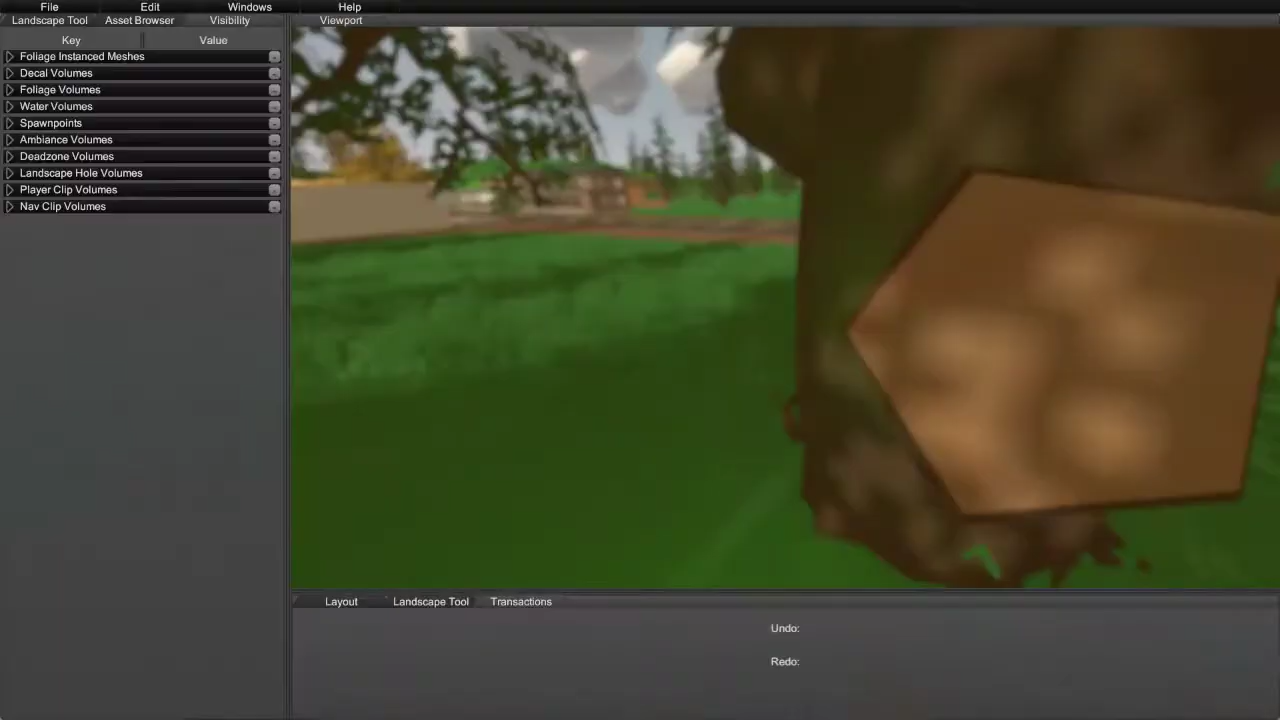 File Edit Windows Help
Landscape Tool Asset Browser Visibility Viewport
Key Value
Foliage Instanced Meshes
Decal Volumes
Foliage Volumes
Water Volumes
Spawnpoints
Ambiance Volumes
Deadzone Volumes
Landscape Hole Volumes
Player Clip Volumes
Nav Clip Volumes
Layout Landscape Tool Transactions
Undo:
Redo: